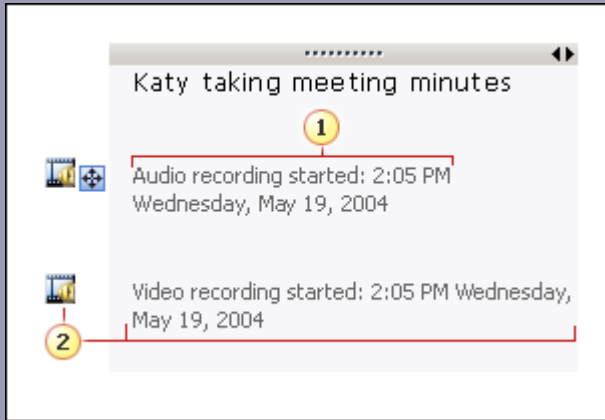 Katy taking meeting minutes
1
Audio recording started: 2:05 PM
Wednesday, May 19, 2004
Video recording started: 2:05 PM Wednesday,
May 19, 2004
2